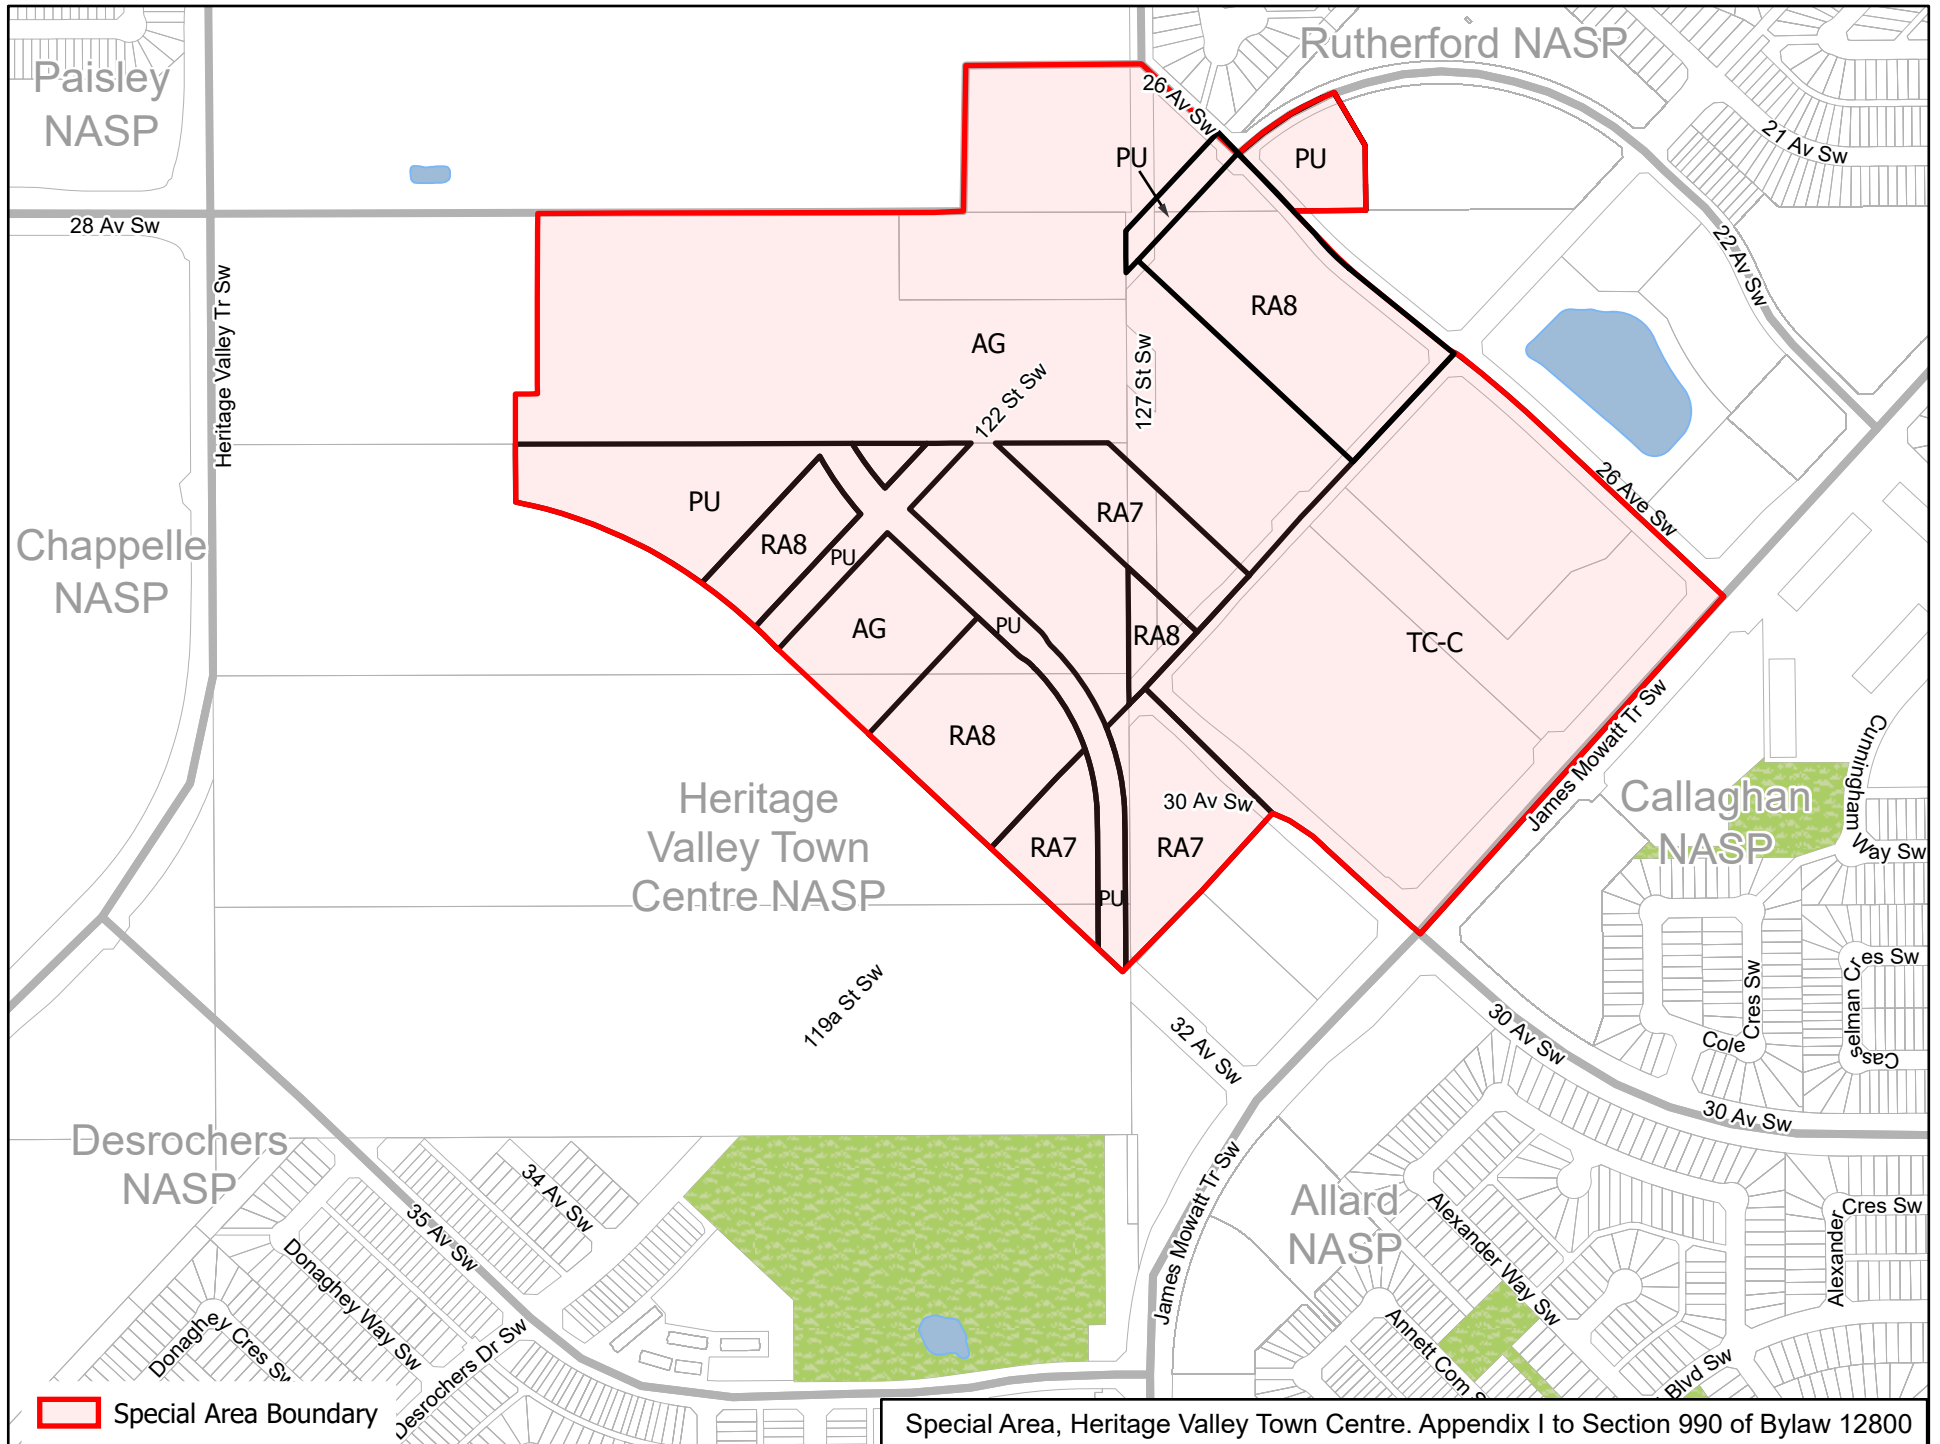 Rutherford NASP
Paisley
NASP
26 Av Sw
21 Av Sw
PU
PU
28 Av Sw
22 Av Sw
Heritage Valley Tr Sw
RA8
AG
127 St Sw
122 St Sw
26 Ave Sw
PU
RA7
RA8
PU
Chappelle
NASP
AG
PU
RA8
TC-C
James Mowatt Tr Sw
RA8
Cunningham
Way Sw
Heritage
Valley Town
Centre NASP
30 Av Sw
Callaghan
NASP
RA7
RA7
PU
119a St Sw
32 Av Sw
30 Av Sw
Cole
Cres Sw
Casselman Cres Sw
Cas
30 Av Sw
Desrochers
NASP
34 Av Sw
35 Av Sw
James Mowatt Tr Sw
Allard
NASP
Alexander Way Sw
Alexander
Cres Sw
Donaghey Way Sw
Donaghey Cres Sw
Desrochers Dr Sw
Annett Com S
Blvd Sw
Special Area Boundary
Special Area, Heritage Valley Town Centre. Appendix I to Section 990 of Bylaw 12800